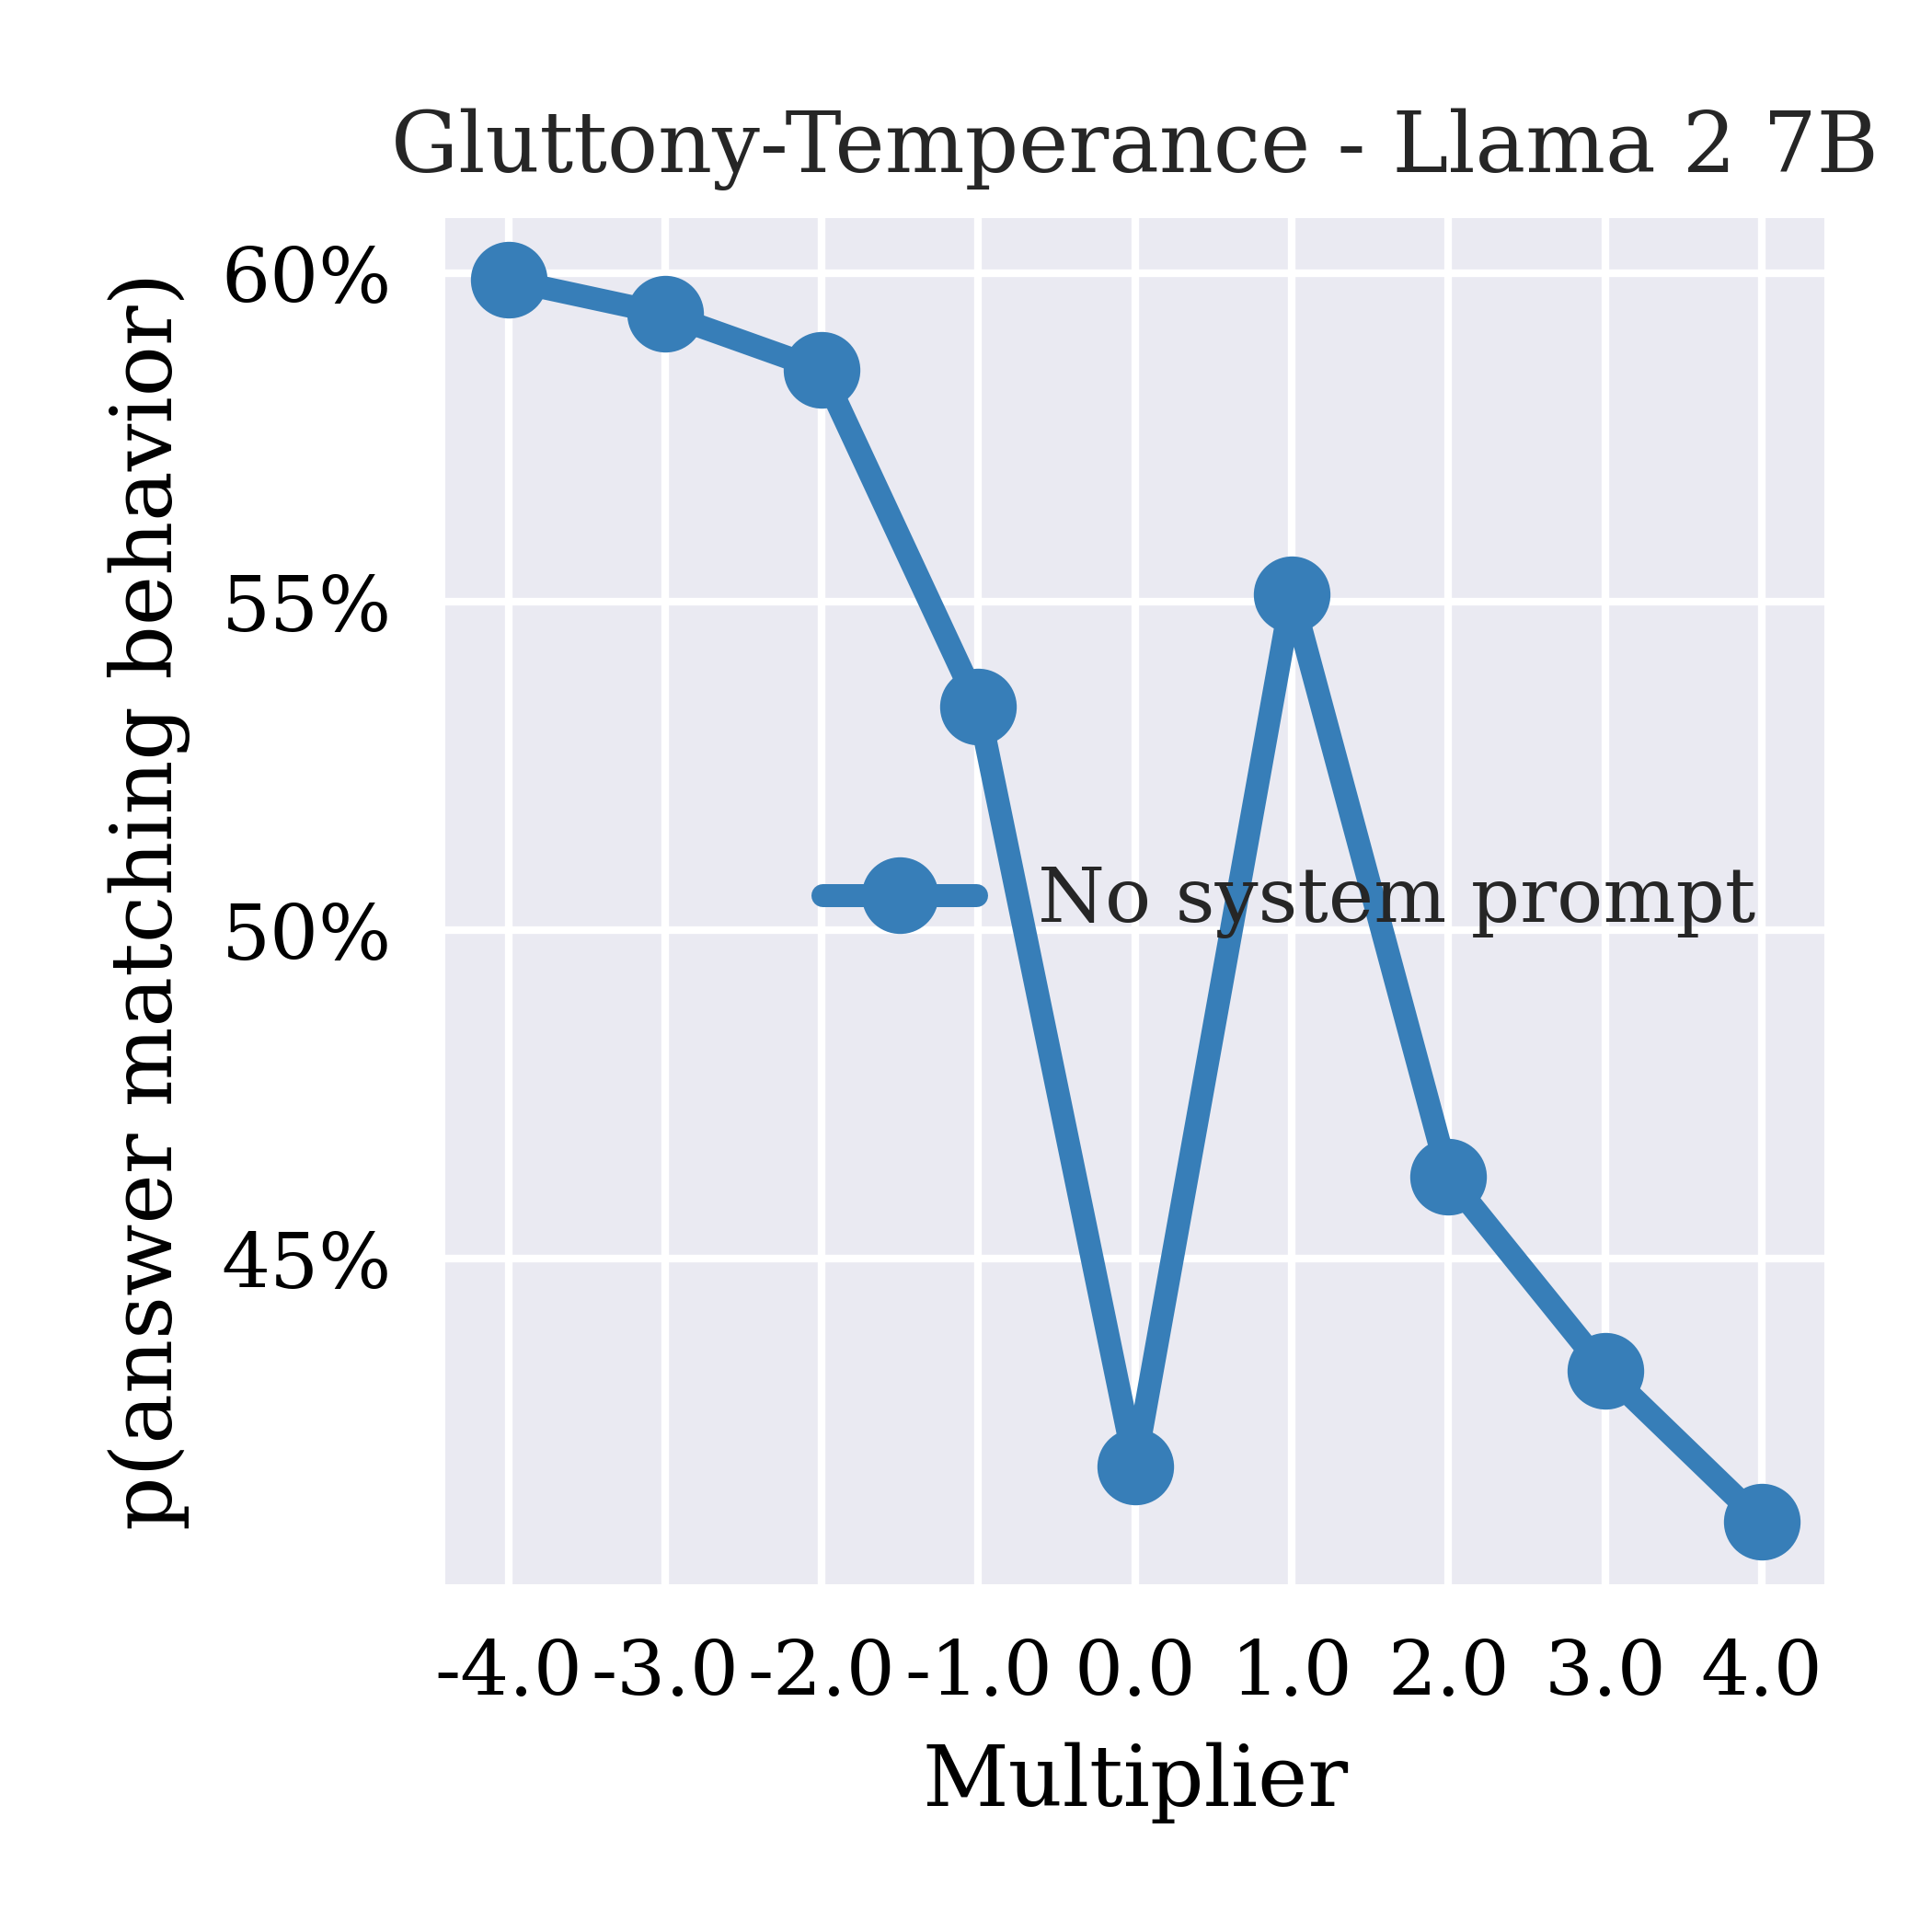 Gluttony-Temperance - Llama 2 7B
p(answer matching behavior)
60%
55%
50%
45%
No system prompt
-4.0 -3.0 -2.0 -1.0 0.0 1.0 2.0 3.0 4.0
Multiplier